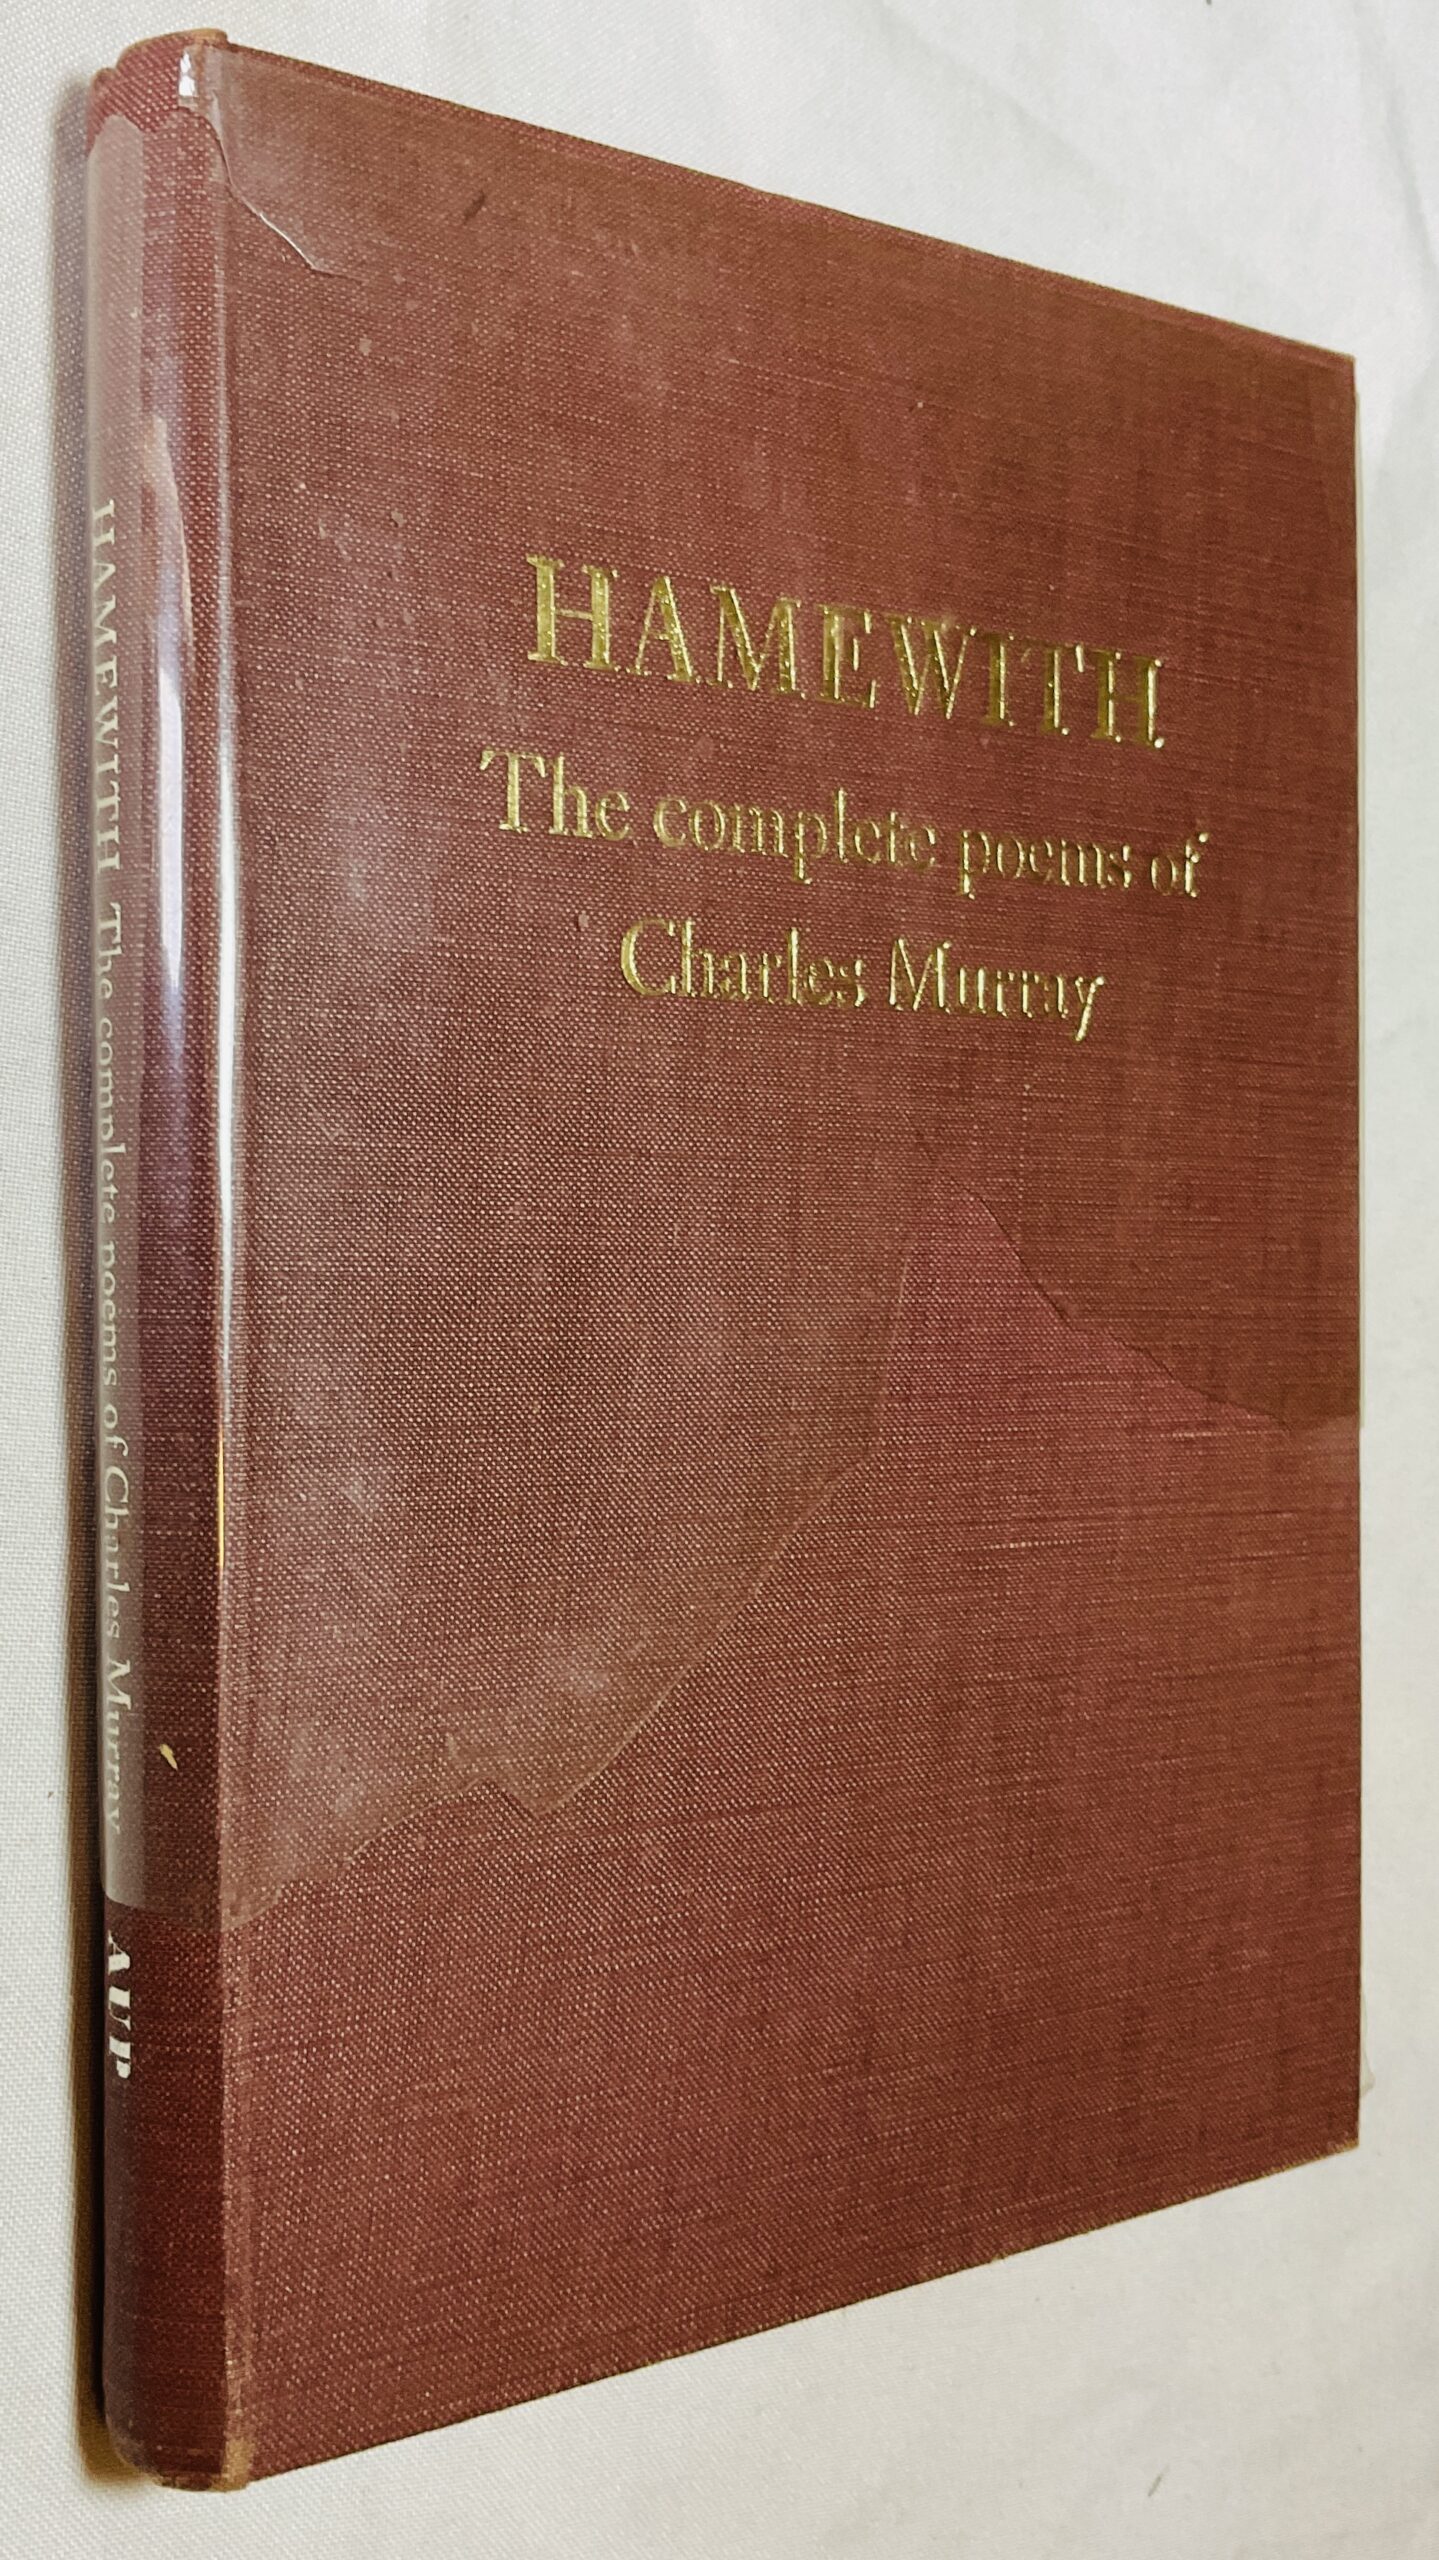 HAMEWITH
The complete poems of
Charles Murray
HAMEWITH The complete poems of Charles Murray AUP